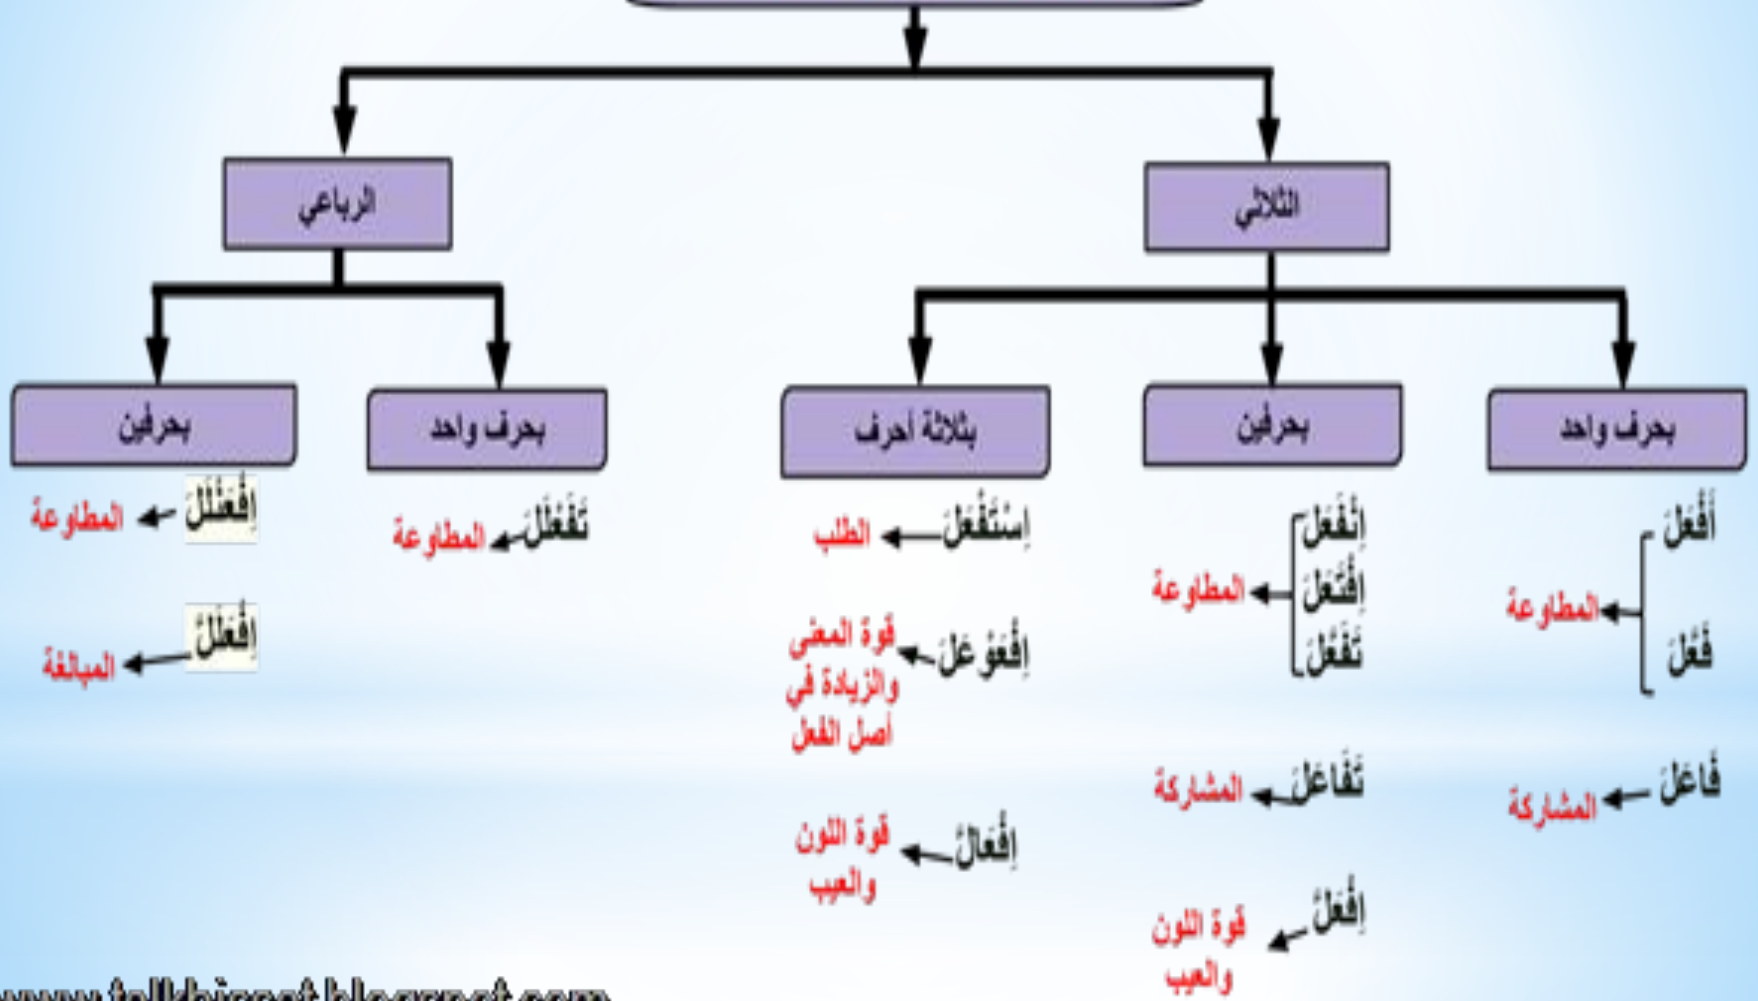 الثلاثي
الرباعي
بحرف واحد
بحرفين
بثلاثة أحرف
بحرف واحد
بحرفين
أَفْعَلَ
فَعَّلَ
المطاوعة
فَاعَلَ
المشاركة
اِنْفَعَلَ
اِفْتَعَلَ
تَفَعَّلَ
المطاوعة
تَفَاعَلَ
المشاركة
اِفْعَلَّ
قوة اللون
والعيب
اِسْتَفْعَلَ
الطلب
اِفْعَوْعَلَ
قوة المعنى
والزيادة في
أصل الفعل
اِفْعَالَّ
قوة اللون
والعيب
تَفَعْلَلَ
المطاوعة
اِفْعَنْلَلَ
المطاوعة
اِفْعَلَلَّ
المبالغة